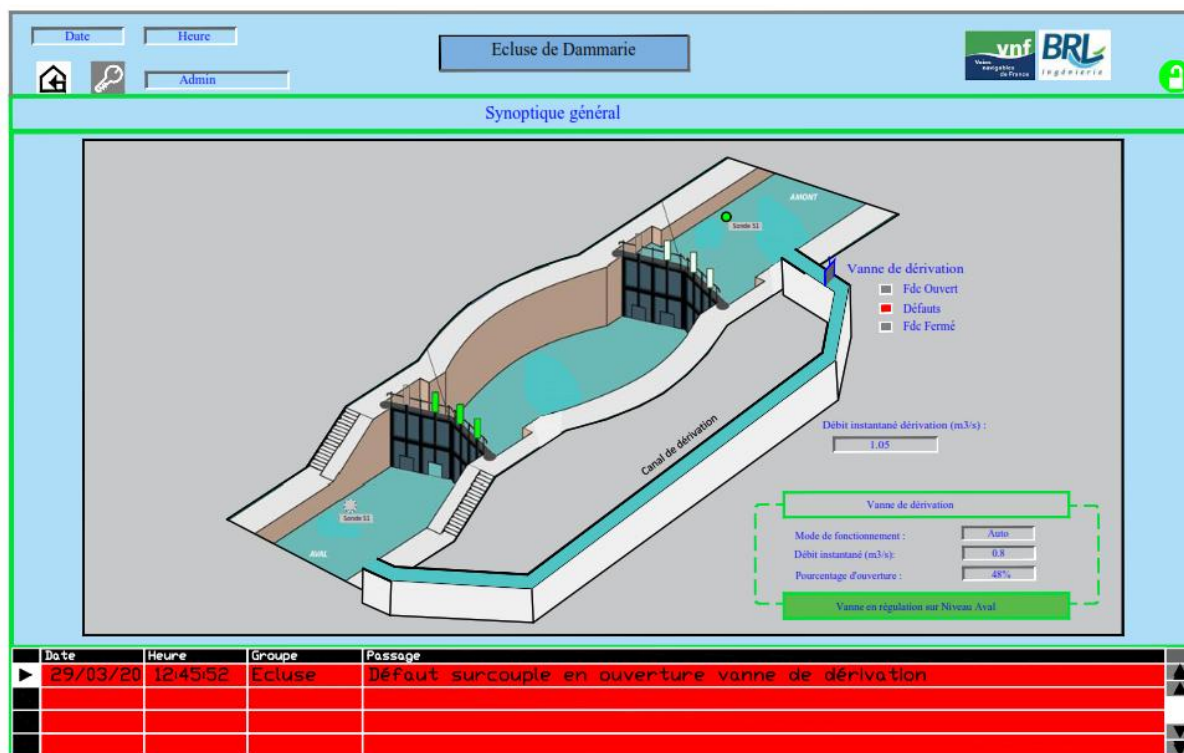 Date
Heure
Admin
Ecluse de Dammarie
vnf
Voies
navigables
de France
BRL
ingénierie
Synoptique général
AMONT
Sonde S1
Vanne de dérivation
Fdc Ouvert
Défauts
Fdc Fermé
Canal de dérivation
Débit instantané dérivation (m3/s) :
1.05
Sonde S1
AVAL
Vanne de dérivation
Mode de fonctionnement : Auto
Débit instantané (m3/s): 0.8
Pourcentage d'ouverture : 48%
Vanne en régulation sur Niveau Aval
Date Heure Groupe Passage
29/03/20 12:45:52 Ecluse Défaut surcouple en ouverture vanne de dérivation